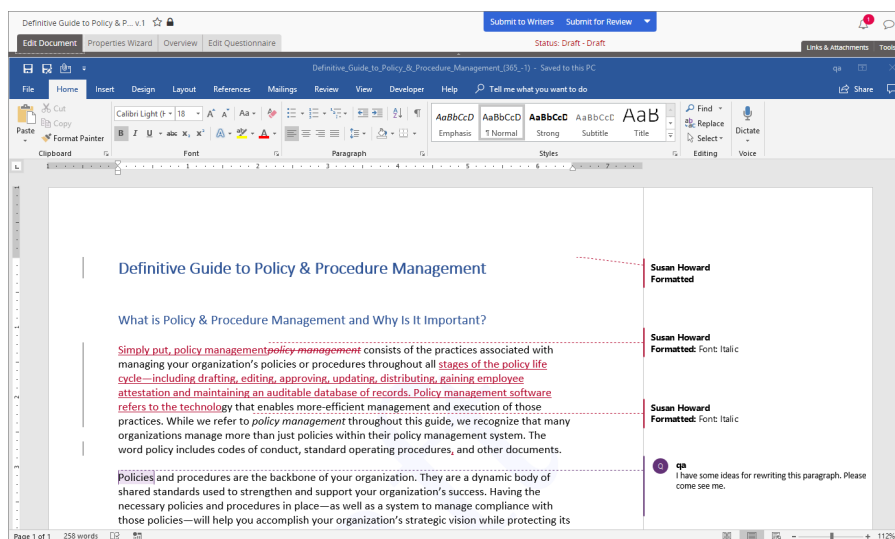 Definitive Guide to Policy & P... v.1
Submit to Writers Submit for Review
1
Edit Document Properties Wizard Overview Edit Questionnaire
Status: Draft - Draft
Links & Attachments Tools
Definitive_Guide_to_Policy_&_Procedure_Management_(365_-1) - Saved to this PC
qa
File Home Insert Design Layout References Mailings Review View Developer Help Tell me what you want to do
Share
Paste
Cut
Copy
Format Painter
Calibri Light (H 18
B I U abc
Find
Replace
Select
Dictate
AaBbCcD AaBbCcD AaBbCcD AaBbCcD AaB
Emphasis ¶ Normal Strong Subtitle Title
Clipboard Font Paragraph Styles Editing Voice
Definitive Guide to Policy & Procedure Management
Susan Howard
Formatted
What is Policy & Procedure Management and Why Is It Important?
Susan Howard
Formatted: Font: Italic
Simply put, policy managementpolicy management consists of the practices associated with
managing your organization's policies or procedures throughout all stages of the policy life
cycle—including drafting, editing, approving, updating, distributing, gaining employee
attestation and maintaining an auditable database of records. Policy management software
refers to the technology that enables more-efficient management and execution of those
practices. While we refer to policy management throughout this guide, we recognize that many
organizations manage more than just policies within their policy management system. The
word policy includes codes of conduct, standard operating procedures, and other documents.
Susan Howard
Formatted: Font: Italic
Q qa
I have some ideas for rewriting this paragraph. Please
come see me.
Policies and procedures are the backbone of your organization. They are a dynamic body of
shared standards used to strengthen and support your organization's success. Having the
necessary policies and procedures in place—as well as a system to manage compliance with
those policies—will help you accomplish your organization's strategic vision while protecting its
Page 1 of 1 258 words
112%